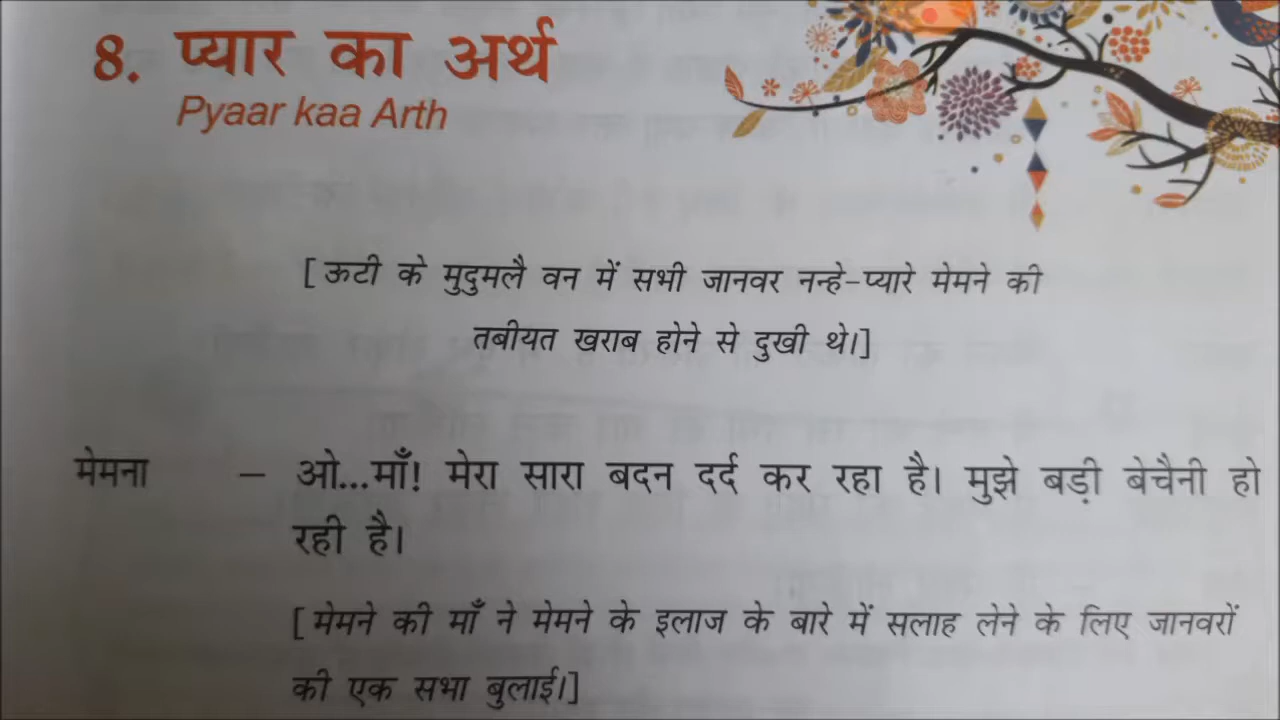 8. प्यार का अर्थ
Pyaar kaa Arth
[ ऊटी के मुदुमलै वन में सभी जानवर नन्हे-प्यारे मेमने की
तबीयत खराब होने से दुखी थे।]
मेमना – ओ...माँ! मेरा सारा बदन दर्द कर रहा है। मुझे बड़ी बेचैनी हो
रही है।
[ मेमने की माँ ने मेमने के इलाज के बारे में सलाह लेने के लिए जानवरों
की एक सभा बुलाई।]